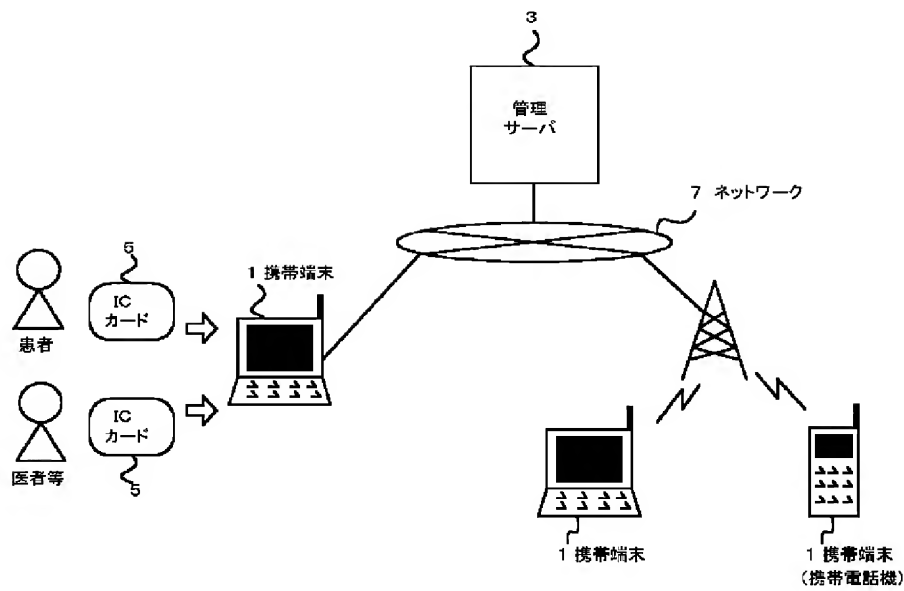 3
管理
サーバ
7 ネットワーク
5
1 携帯端末
IC
カード
患者
IC
カード
医者等
5
1 携帯端末
1 携帯端末
(携帯電話機)